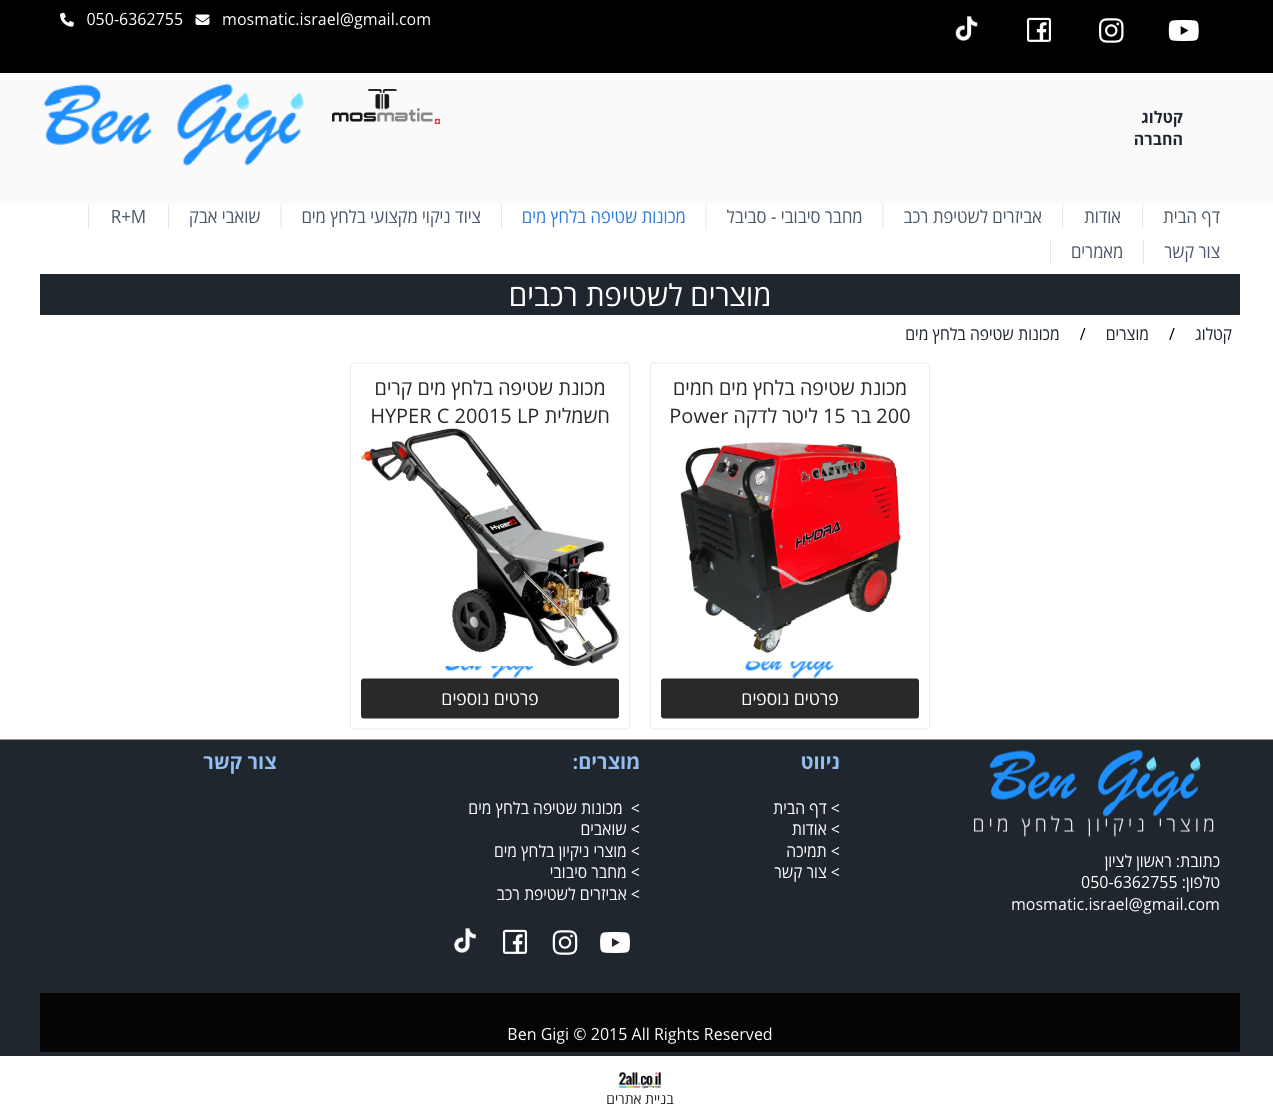 050-6362755 mosmatic.israel@gmail.com
Ben Gigi
mosmatic
קטלוג
החברה
דף הבית
אודות
אביזרים לשטיפת רכב
מחבר סיבובי - סביבל
מכונות שטיפה בלחץ מים
ציוד ניקוי מקצועי בלחץ מים
שואבי אבק
R+M
צור קשר
מאמרים
מוצרים לשטיפת רכבים
קטלוג / מוצרים / מכונות שטיפה בלחץ מים
מכונת שטיפה בלחץ מים חמים
200 בר 15 ליטר לדקה Power
HYDRA
Ben Gigi
פרטים נוספים
מכונת שטיפה בלחץ מים קרים
חשמלית HYPER C 20015 LP
Hyper C
Ben Gigi
פרטים נוספים
Ben Gigi
מוצרי ניקיון בלחץ מים
כתובת: ראשון לציון
טלפון: 050-6362755
mosmatic.israel@gmail.com
ניווט
> דף הבית
> אודות
> תמיכה
> צור קשר
מוצרים:
> מכונות שטיפה בלחץ מים
> שואבים
> מוצרי ניקיון בלחץ מים
> מחבר סיבובי
> אביזרים לשטיפת רכב
צור קשר
Ben Gigi © 2015 All Rights Reserved
2all.co.il
בניית אתרים